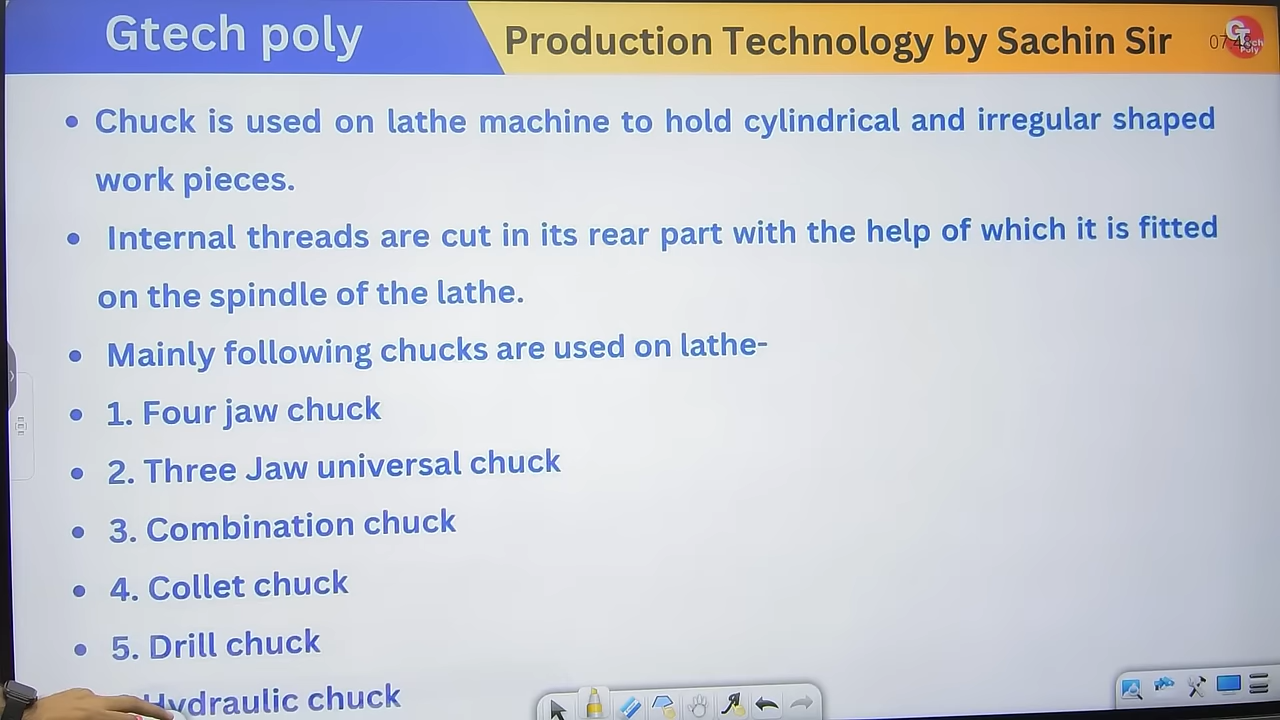 Gtech poly
Production Technology by Sachin Sir
• Chuck is used on lathe machine to hold cylindrical and irregular shaped
work pieces.
• Internal threads are cut in its rear part with the help of which it is fitted
on the spindle of the lathe.
• Mainly following chucks are used on lathe-
• 1. Four jaw chuck
• 2. Three Jaw universal chuck
• 3. Combination chuck
• 4. Collet chuck
• 5. Drill chuck
Hydraulic chuck